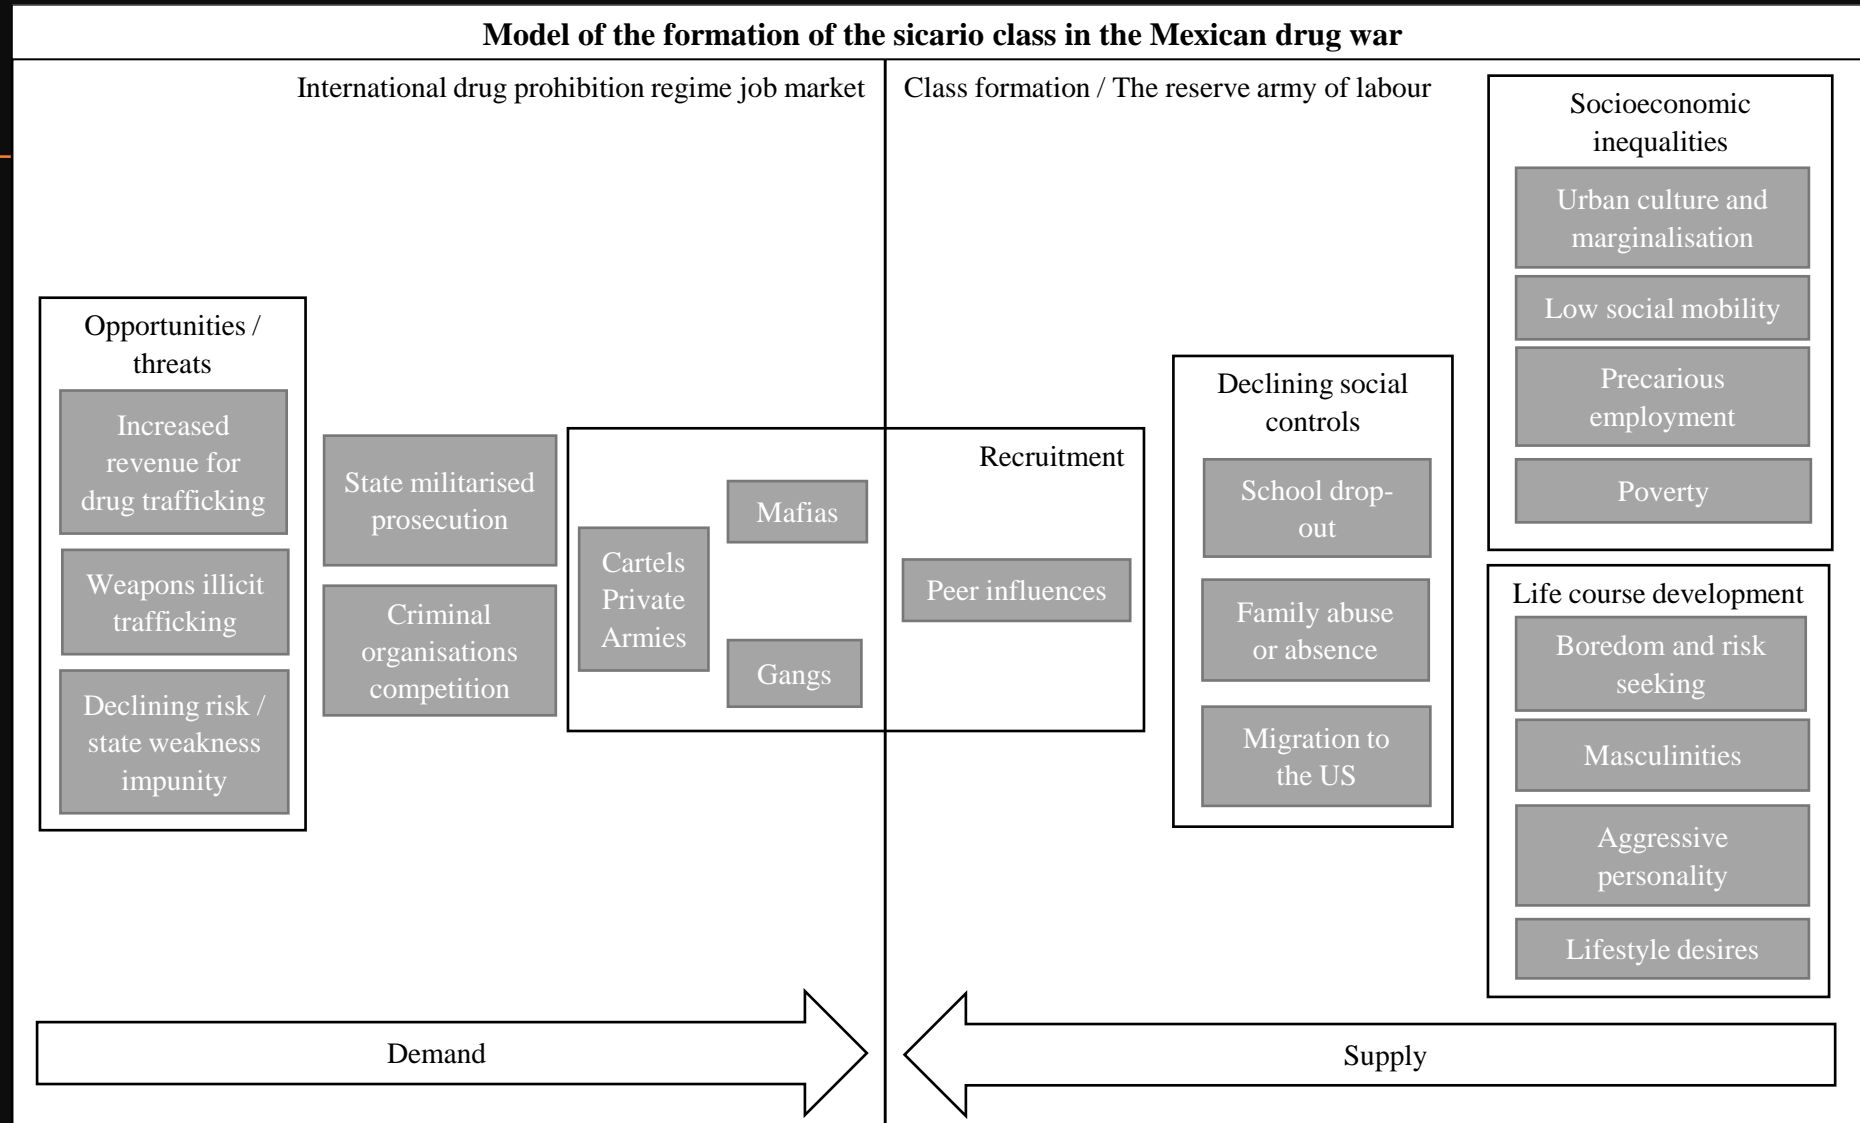 Model of the formation of the sicario class in the Mexican drug war
International drug prohibition regime job market
Class formation / The reserve army of labour
Opportunities /
threats
Increased
revenue for
drug trafficking
Weapons illicit
trafficking
Declining risk /
state weakness
impunity
State militarised
prosecution
Criminal
organisations
competition
Recruitment
Cartels
Private
Armies
Mafias
Gangs
Peer influences
Declining social
controls
School drop-
out
Family abuse
or absence
Migration to
the US
Socioeconomic
inequalities
Urban culture and
marginalisation
Low social mobility
Precarious
employment
Poverty
Life course development
Boredom and risk
seeking
Masculinities
Aggressive
personality
Lifestyle desires
Demand
Supply